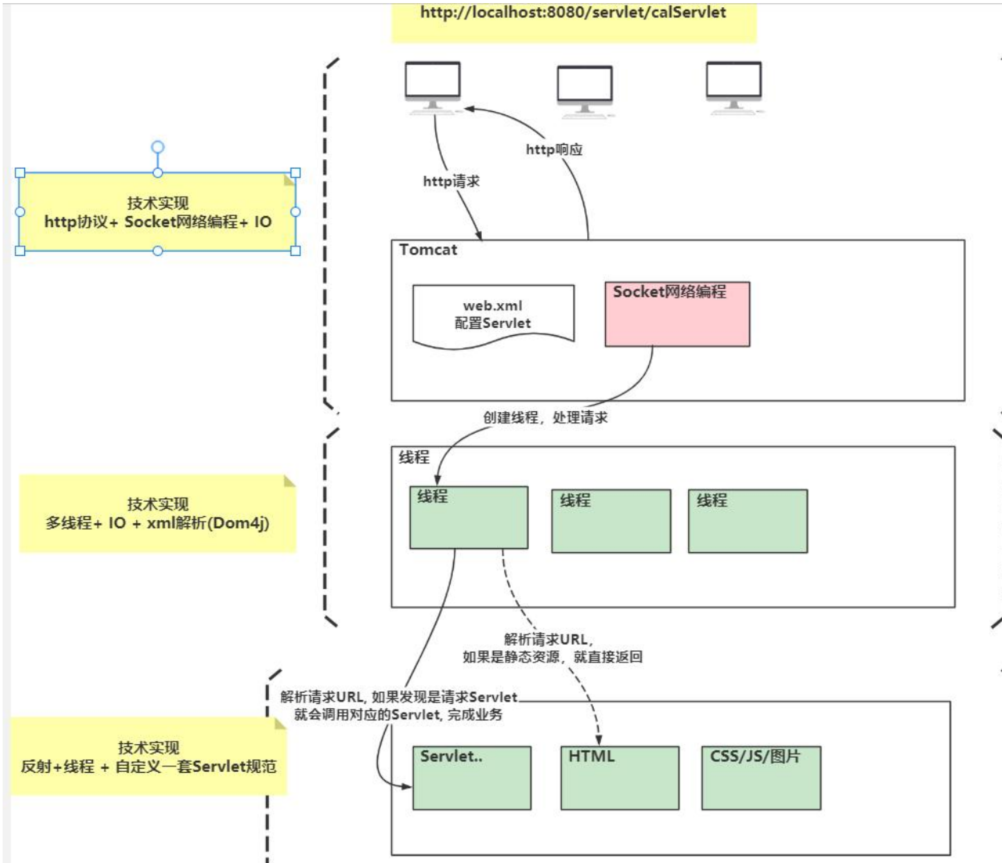 http://localhost:8080/servlet/calServlet
http响应
http请求
技术实现
http协议+ Socket网络编程+ IO
Tomcat
web.xml
配置Servlet
Socket网络编程
创建线程，处理请求
线程
线程
线程
线程
技术实现
多线程+ IO + xml解析(Dom4j)
解析请求URL，
如果是静态资源，就直接返回
解析请求URL, 如果发现是请求Servlet
就会调用对应的Servlet, 完成业务
技术实现
反射+线程 + 自定义一套Servlet规范
Servlet..
HTML
CSS/JS/图片